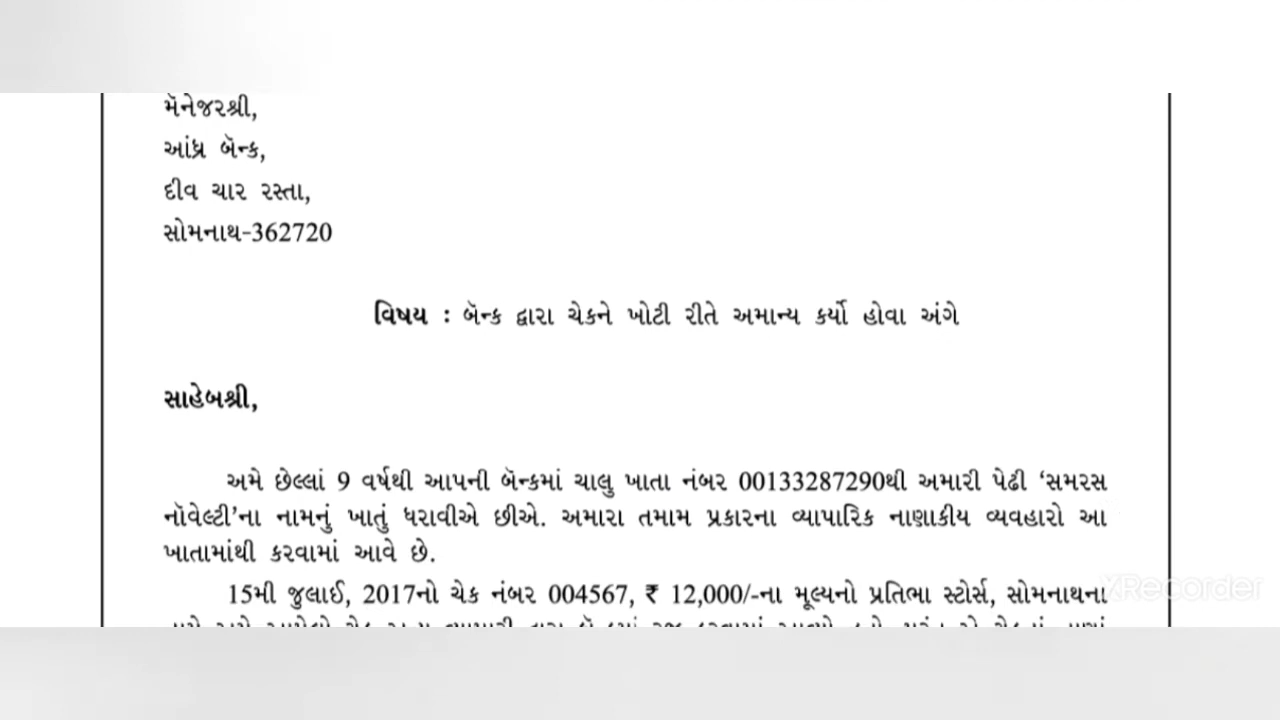 મૅનેજરશ્રી,
આંધ્ર બૅન્ક,
દીવ ચાર રસ્તા,
સોમનાથ-362720
વિષય : બૅન્ક દ્વારા ચેકને ખોટી રીતે અમાન્ય કર્યો હોવા અંગે
સાહેબશ્રી,
અમે છેલ્લાં 9 વર્ષથી આપની બૅન્કમાં ચાલુ ખાતા નંબર 00133287290થી અમારી પેઢી ‘સમરસ
નૉવેલ્ટી’ના નામનું ખાતું ધરાવીએ છીએ. અમારા તમામ પ્રકારના વ્યાપારિક નાણાકીય વ્યવહારો આ
ખાતામાંથી કરવામાં આવે છે.
15મી જુલાઈ, 2017નો ચેક નંબર 004567, ₹ 12,000/-ના મૂલ્યનો પ્રતિભા સ્ટોર્સ, સોમનાથના
XRecorder